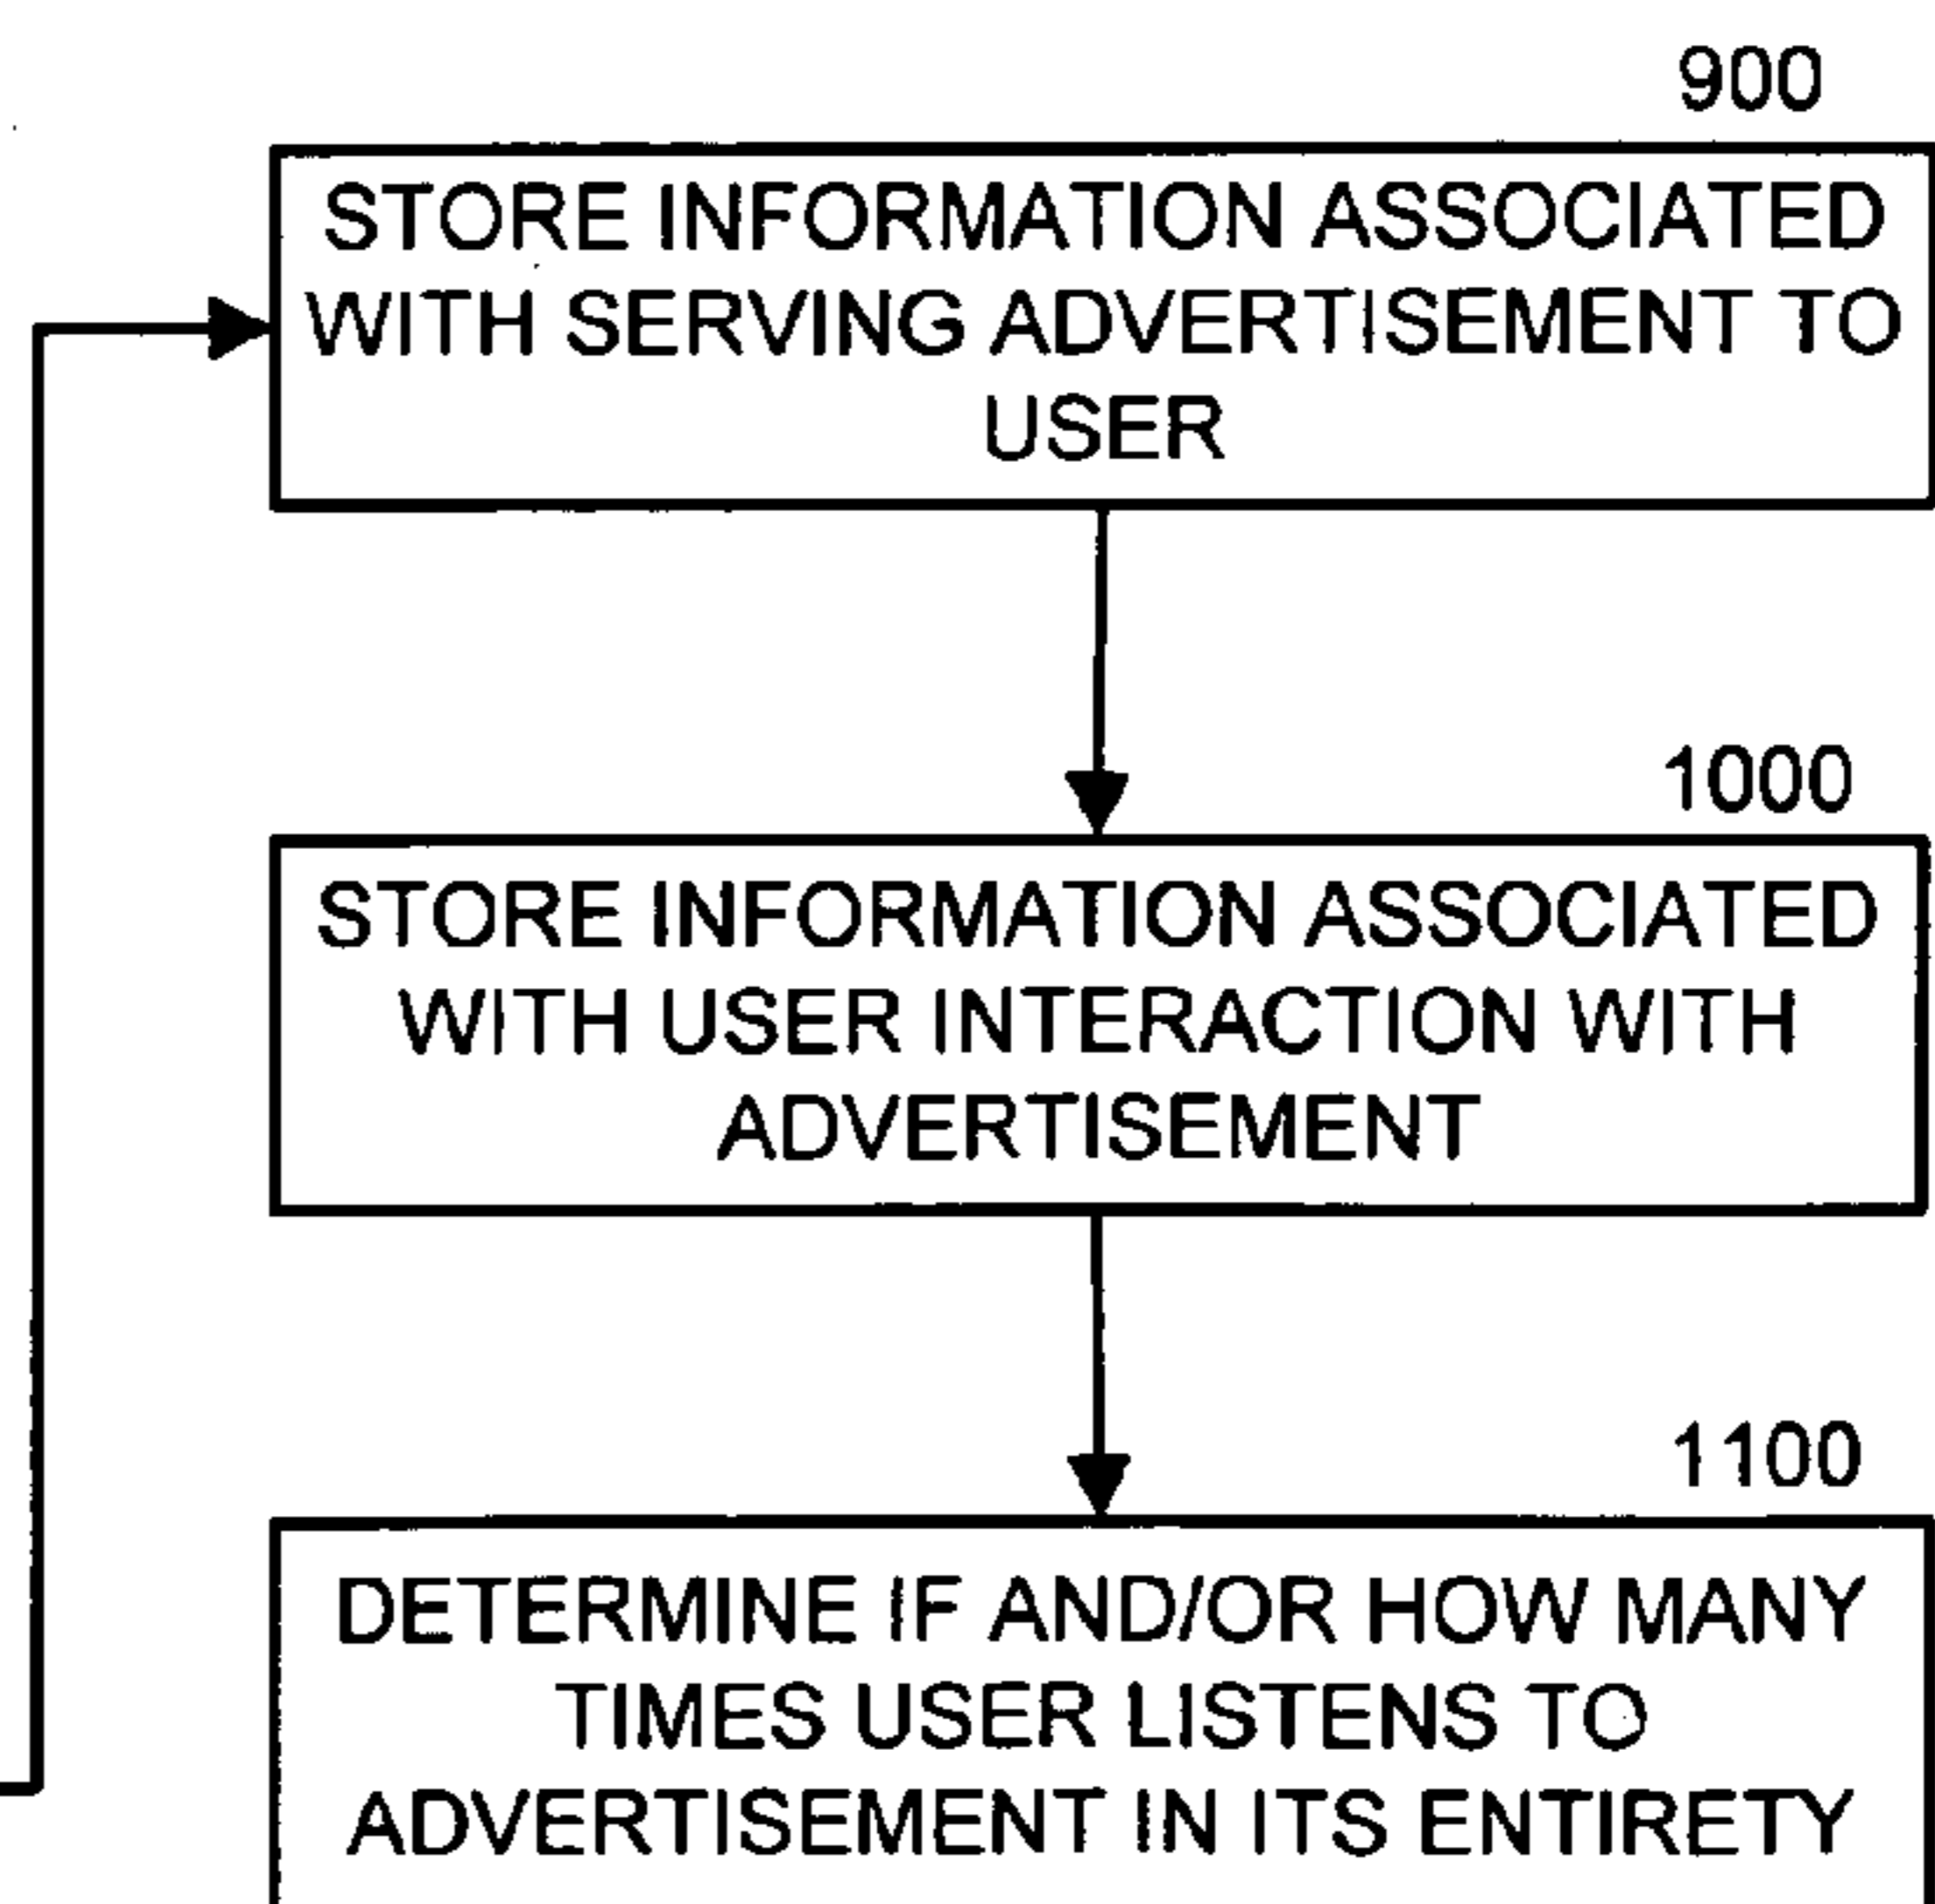 900
STORE INFORMATION ASSOCIATED
WITH SERVING ADVERTISEMENT TO
USER
1000
STORE INFORMATION ASSOCIATED
WITH USER INTERACTION WITH
ADVERTISEMENT
1100
DETERMINE IF AND/OR HOW MANY
TIMES USER LISTENS TO
ADVERTISEMENT IN ITS ENTIRETY